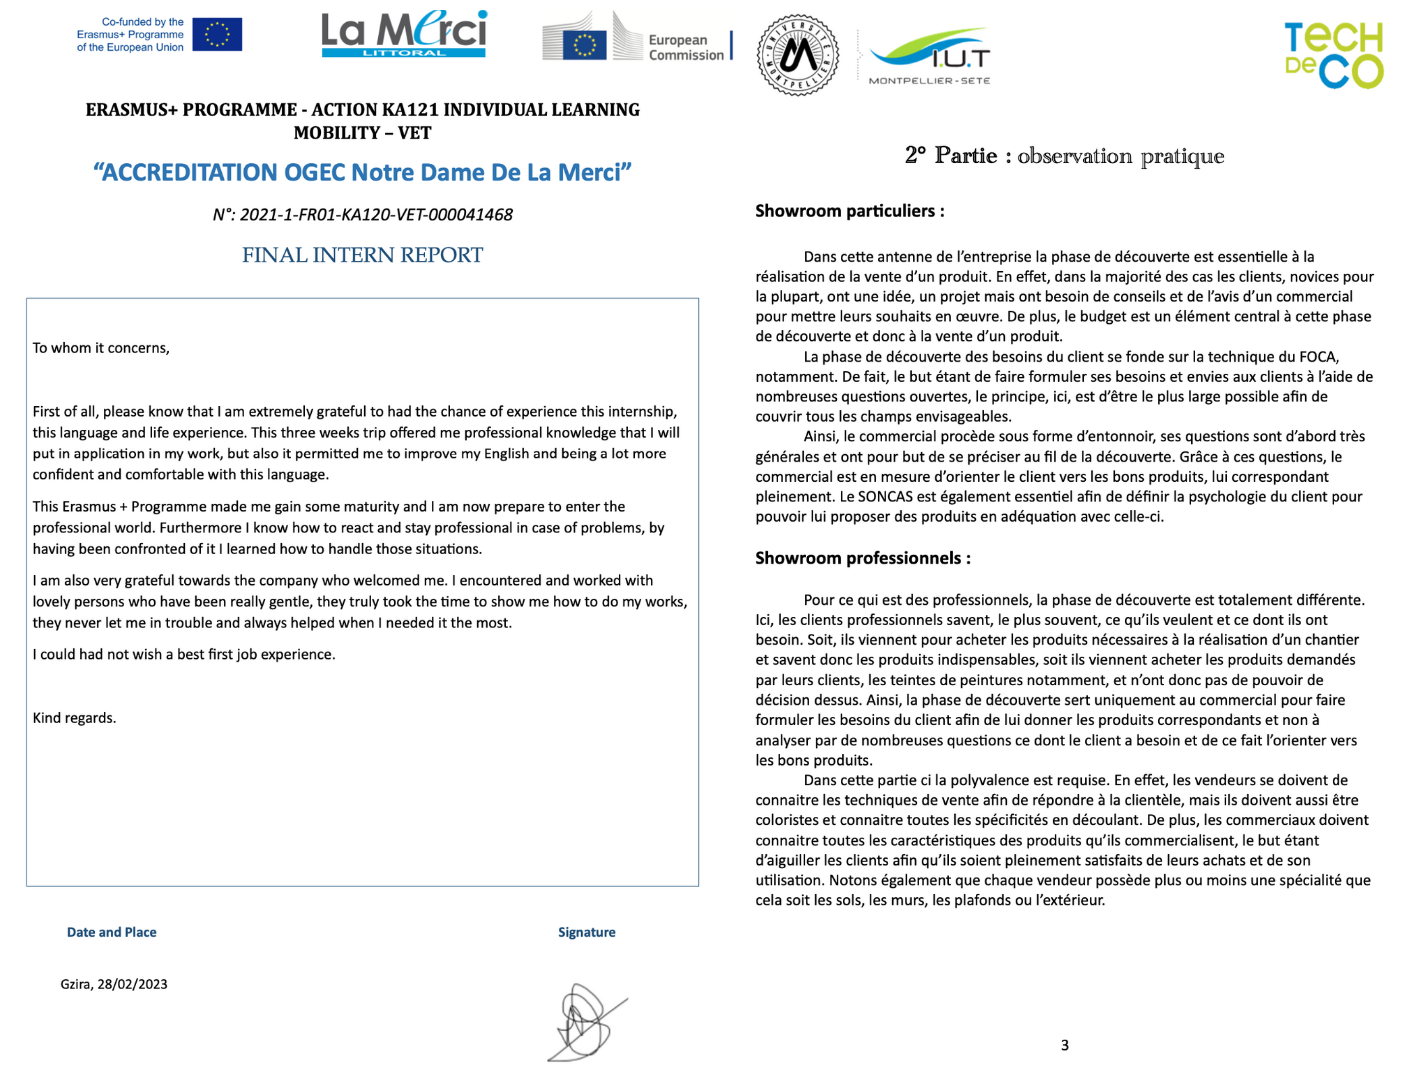 Co-funded by the
Erasmus+ Programme
of the European Union
La Merci
LITTORAL
European
Commission
ERASMUS+ PROGRAMME - ACTION KA121 INDIVIDUAL LEARNING
MOBILITY – VET
“ACCREDITATION OGEC Notre Dame De La Merci”
N°: 2021-1-FR01-KA120-VET-000041468
FINAL INTERN REPORT
To whom it concerns,
First of all, please know that I am extremely grateful to had the chance of experience this internship,
this language and life experience. This three weeks trip offered me professional knowledge that I will
put in application in my work, but also it permitted me to improve my English and being a lot more
confident and comfortable with this language.
This Erasmus + Programme made me gain some maturity and I am now prepare to enter the
professional world. Furthermore I know how to react and stay professional in case of problems, by
having been confronted of it I learned how to handle those situations.
I am also very grateful towards the company who welcomed me. I encountered and worked with
lovely persons who have been really gentle, they truly took the time to show me how to do my works,
they never let me in trouble and always helped when I needed it the most.
I could had not wish a best first job experience.
Kind regards.
Date and Place
Signature
Gzira, 28/02/2023
UNIVERSITÉ
MONTPELLIER
I.U.T
MONTPELLIER-SETE
TECH
De CO
2° Partie : observation pratique
Showroom particuliers :
Dans cette antenne de l’entreprise la phase de découverte est essentielle à la
réalisation de la vente d’un produit. En effet, dans la majorité des cas les clients, novices pour
la plupart, ont une idée, un projet mais ont besoin de conseils et de l’avis d’un commercial
pour mettre leurs souhaits en œuvre. De plus, le budget est un élément central à cette phase
de découverte et donc à la vente d’un produit.
La phase de découverte des besoins du client se fonde sur la technique du FOCA,
notamment. De fait, le but étant de faire formuler ses besoins et envies aux clients à l’aide de
nombreuses questions ouvertes, le principe, ici, est d’être le plus large possible afin de
couvrir tous les champs envisageables.
Ainsi, le commercial procède sous forme d’entonnoir, ses questions sont d’abord très
générales et ont pour but de se préciser au fil de la découverte. Grâce à ces questions, le
commercial est en mesure d’orienter le client vers les bons produits, lui correspondant
pleinement. Le SONCAS est également essentiel afin de définir la psychologie du client pour
pouvoir lui proposer des produits en adéquation avec celle-ci.
Showroom professionnels :
Pour ce qui est des professionnels, la phase de découverte est totalement différente.
Ici, les clients professionnels savent, le plus souvent, ce qu’ils veulent et ce dont ils ont
besoin. Soit, ils viennent pour acheter les produits nécessaires à la réalisation d’un chantier
et savent donc les produits indispensables, soit ils viennent acheter les produits demandés
par leurs clients, les teintes de peintures notamment, et n’ont donc pas de pouvoir de
décision dessus. Ainsi, la phase de découverte sert uniquement au commercial pour faire
formuler les besoins du client afin de lui donner les produits correspondants et non à
analyser par de nombreuses questions ce dont le client a besoin et de ce fait l’orienter vers
les bons produits.
Dans cette partie ci la polyvalence est requise. En effet, les vendeurs se doivent de
connaitre les techniques de vente afin de répondre à la clientèle, mais ils doivent aussi être
coloristes et connaitre toutes les spécificités en découlant. De plus, les commerciaux doivent
connaitre toutes les caractéristiques des produits qu’ils commercialisent, le but étant
d’aiguiller les clients afin qu’ils soient pleinement satisfaits de leurs achats et de son
utilisation. Notons également que chaque vendeur possède plus ou moins une spécialité que
cela soit les sols, les murs, les plafonds ou l’extérieur.
3